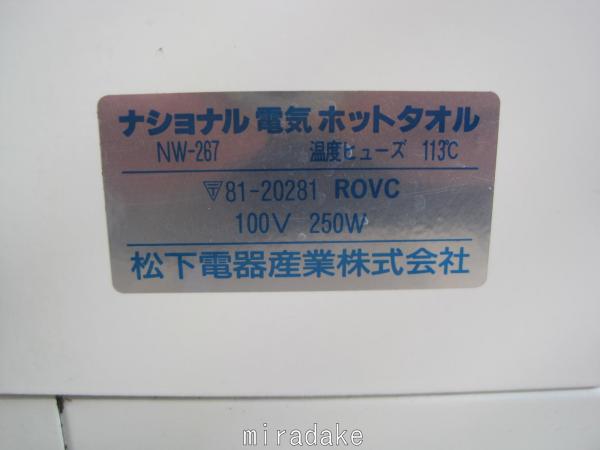 ナショナル 電気 ホットタオル
NW-267 温度ヒューズ 113℃
81-20281 ROVC
100V 250W
松下電器産業株式会社
miradake